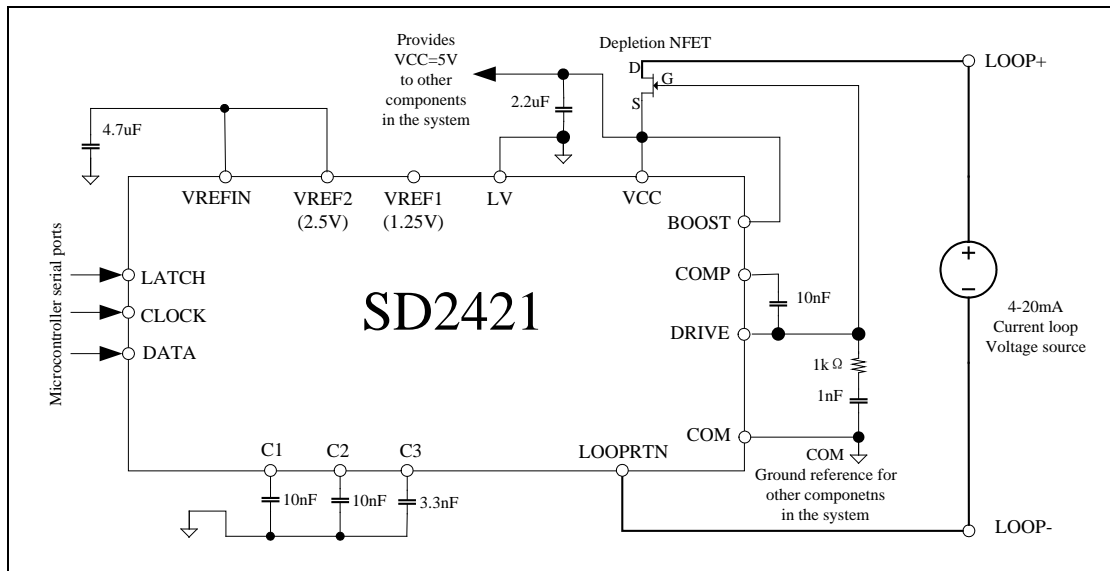 Provides
VCC=5V
to other
components
in the system
Depletion NFET
D
G
S
LOOP+
2.2uF
4.7uF
VREFIN
VREF2
(2.5V)
VREF1
(1.25V)
LV
VCC
BOOST
Microcontroller serial ports
LATCH
CLOCK
DATA
SD2421
COMP
10nF
DRIVE
1kΩ
1nF
COM
+
−
4-20mA
Current loop
Voltage source
C1
C2
C3
LOOPRTN
10nF
10nF
3.3nF
COM
Ground reference for
other componetns
in the system
LOOP-